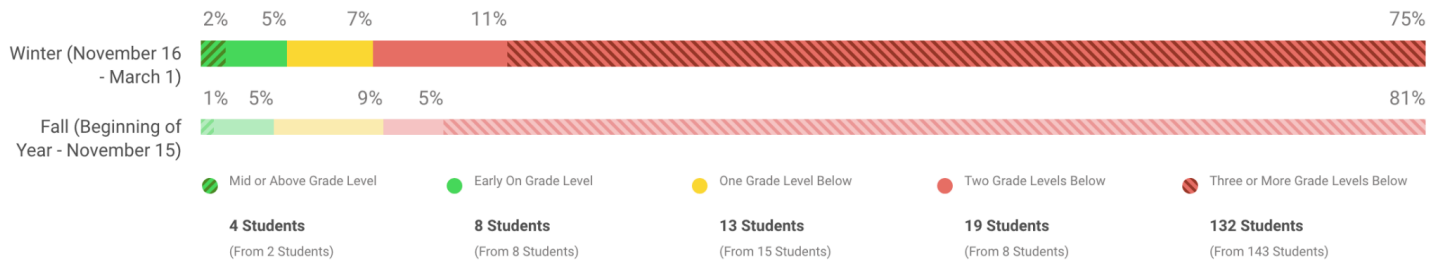 2% 5% 7% 11% 75%
Winter (November 16
- March 1)
1% 5% 9% 5% 81%
Fall (Beginning of
Year - November 15)
Mid or Above Grade Level Early On Grade Level One Grade Level Below Two Grade Levels Below Three or More Grade Levels Below
4 Students 8 Students 13 Students 19 Students 132 Students
(From 2 Students) (From 8 Students) (From 15 Students) (From 8 Students) (From 143 Students)